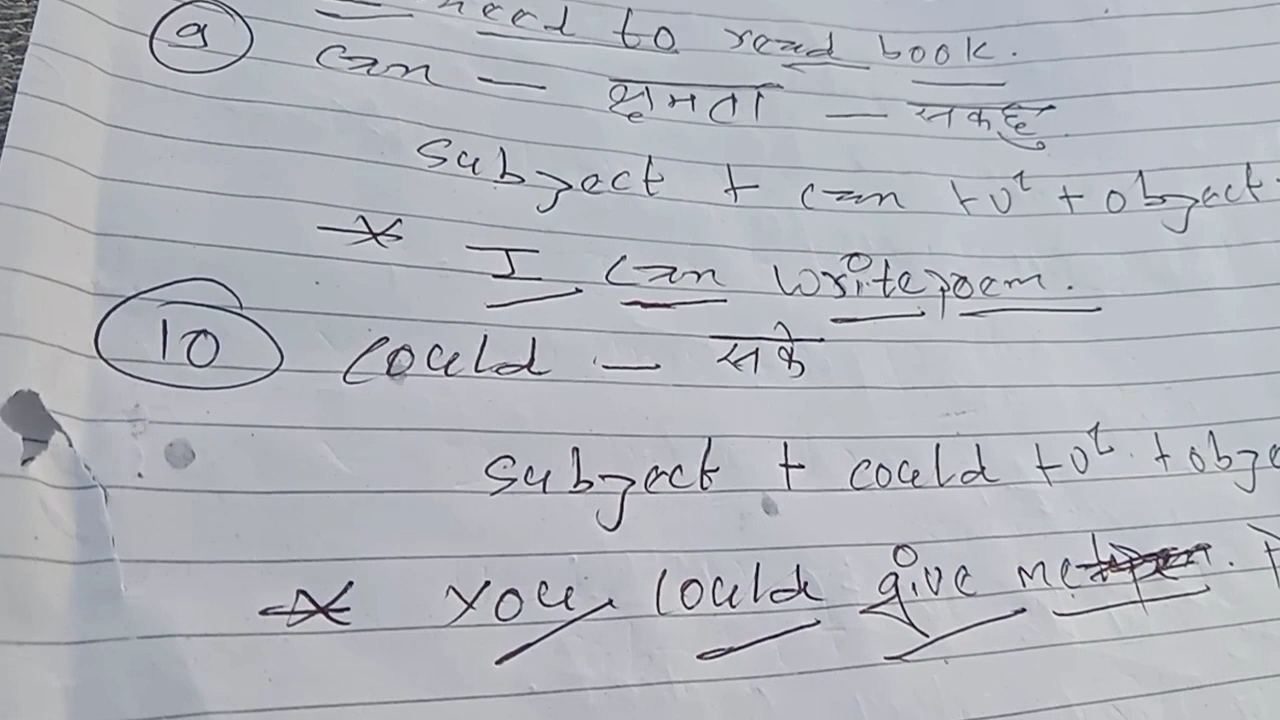 need to read book.
⑨ Can — क्षमता —
Subject + can + v¹ + object.
I can write poem.
⑩ Could — सके
Subject + could + v¹ + obje
You could give me